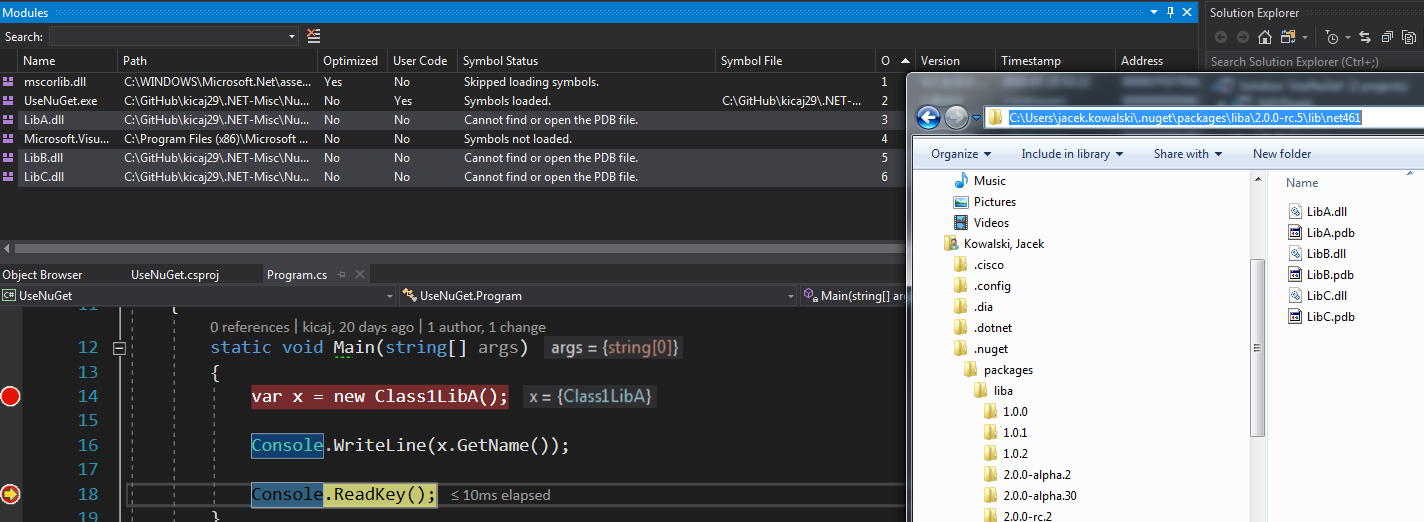 Modules
Solution Explorer
Search:
Search Solution Explorer (Ctrl+;)
Name Path Optimized User Code Symbol Status Symbol File O Version Timestamp Address
mscorlib.dll C:\WINDOWS\Microsoft.Net\asse... Yes No Skipped loading symbols. 1
UseNuGet.exe C:\GitHub\kicaj29\.NET-Misc\Nu... No Yes Symbols loaded. C:\GitHub\kicaj29\.NET-... 2
LibA.dll C:\GitHub\kicaj29\.NET-Misc\Nu... No No Cannot find or open the PDB file. 3
Microsoft.Visu... C:\Program Files (x86)\Microsoft ... No No Symbols not loaded. 4
LibB.dll C:\GitHub\kicaj29\.NET-Misc\Nu... No No Cannot find or open the PDB file. 5
LibC.dll C:\GitHub\kicaj29\.NET-Misc\Nu... No No Cannot find or open the PDB file. 6
C:\Users\jacek.kowalski\.nuget\packages\liba\2.0.0-rc.5\lib\net461
Organize Include in library Share with New folder
Music
Pictures
Videos
Kowalski, Jacek
.cisco
.config
.dia
.dotnet
.nuget
packages
liba
1.0.0
1.0.1
1.0.2
2.0.0-alpha.2
2.0.0-alpha.30
2.0.0-rc.2
Name
LibA.dll
LibA.pdb
LibB.dll
LibB.pdb
LibC.dll
LibC.pdb
Object Browser UseNuGet.csproj Program.cs
C# UseNuGet UseNuGet.Program Main(string[] arg
11 {
0 references | kicaj, 20 days ago | 1 author, 1 change
12 static void Main(string[] args) args = {string[0]}
13 {
14 var x = new Class1LibA(); x = {Class1LibA}
15
16 Console.WriteLine(x.GetName());
17
18 Console.ReadKey(); ≤ 10ms elapsed
19 }